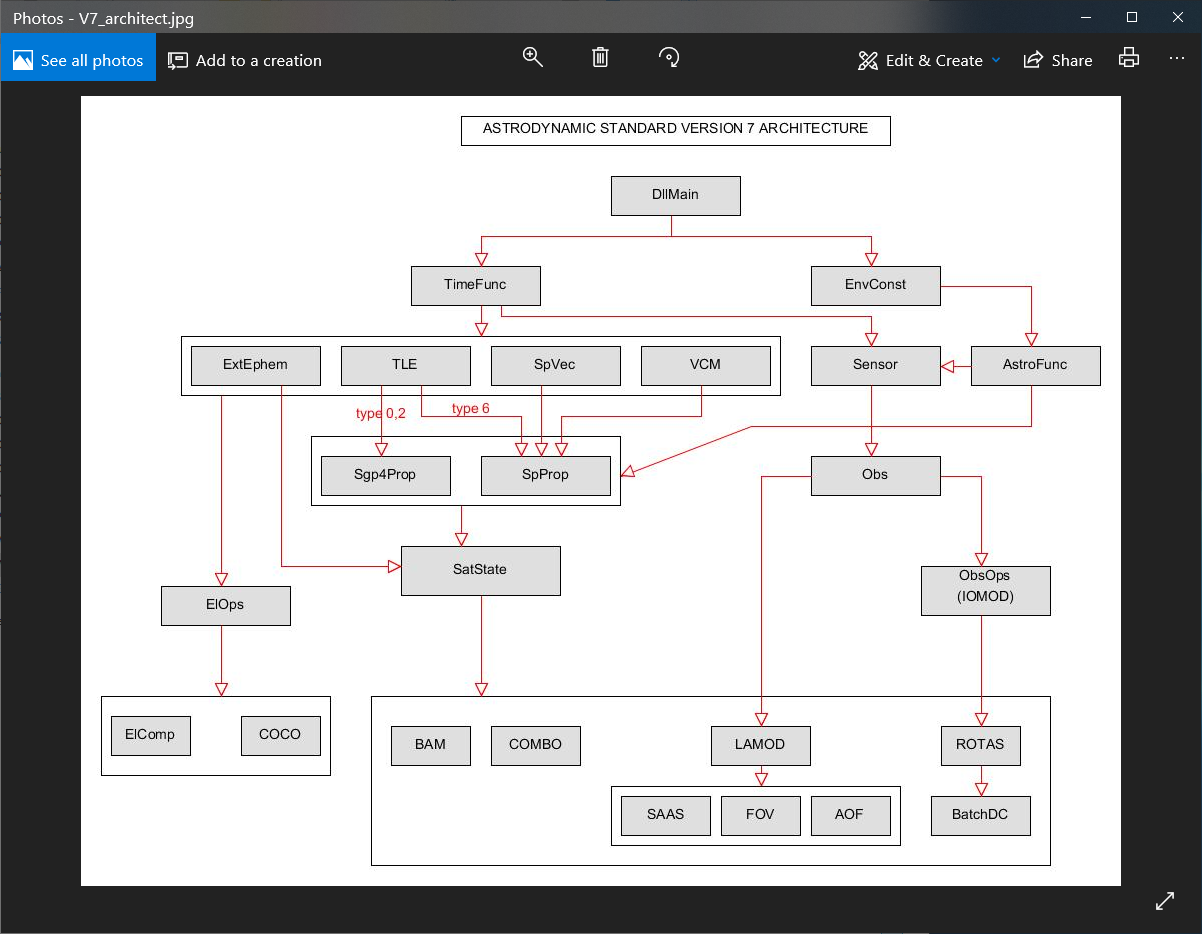 Photos - V7_architect.jpg
See all photos
Add to a creation
Edit & Create
Share
ASTRODYNAMIC STANDARD VERSION 7 ARCHITECTURE
DllMain
TimeFunc
EnvConst
ExtEphem
TLE
SpVec
VCM
Sensor
AstroFunc
type 0,2
type 6
Sgp4Prop
SpProp
Obs
SatState
ElOps
ObsOps
(IOMOD)
ElComp
COCO
BAM
COMBO
LAMOD
ROTAS
SAAS
FOV
AOF
BatchDC